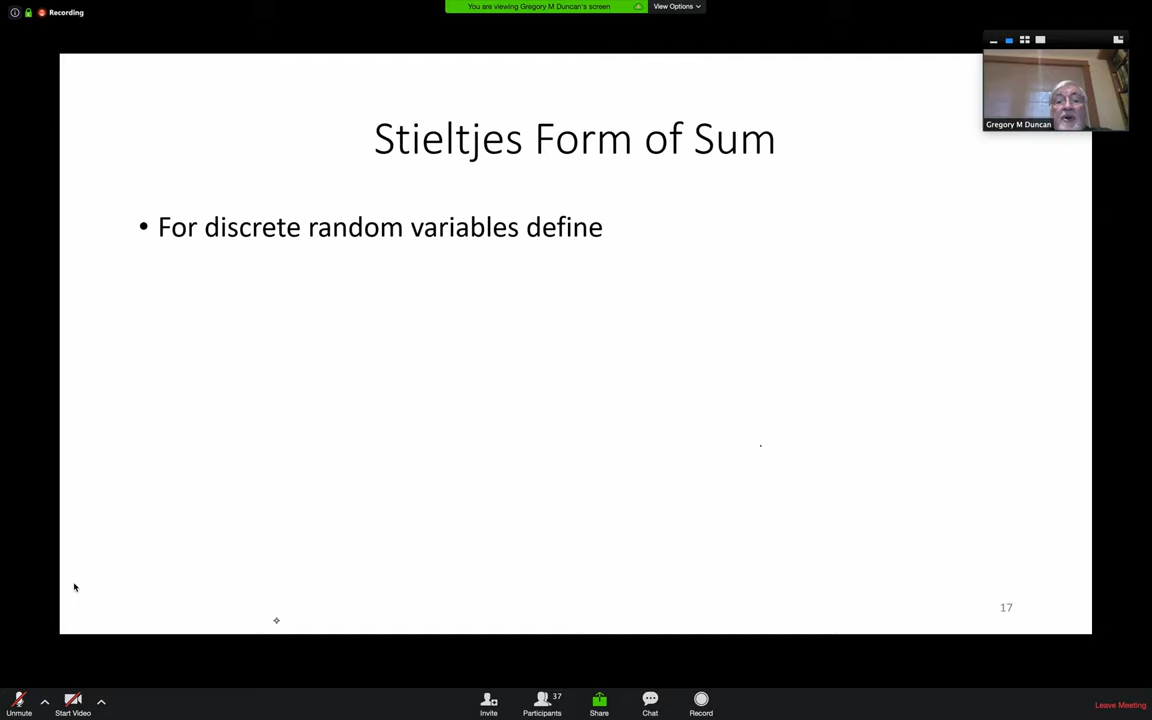 Recording
You are viewing Gregory M Duncan's screen
View Options
Gregory M Duncan
Stieltjes Form of Sum
• For discrete random variables define
17
Unmute
Start Video
Invite
Participants
37
Share
Chat
Record
Leave Meeting